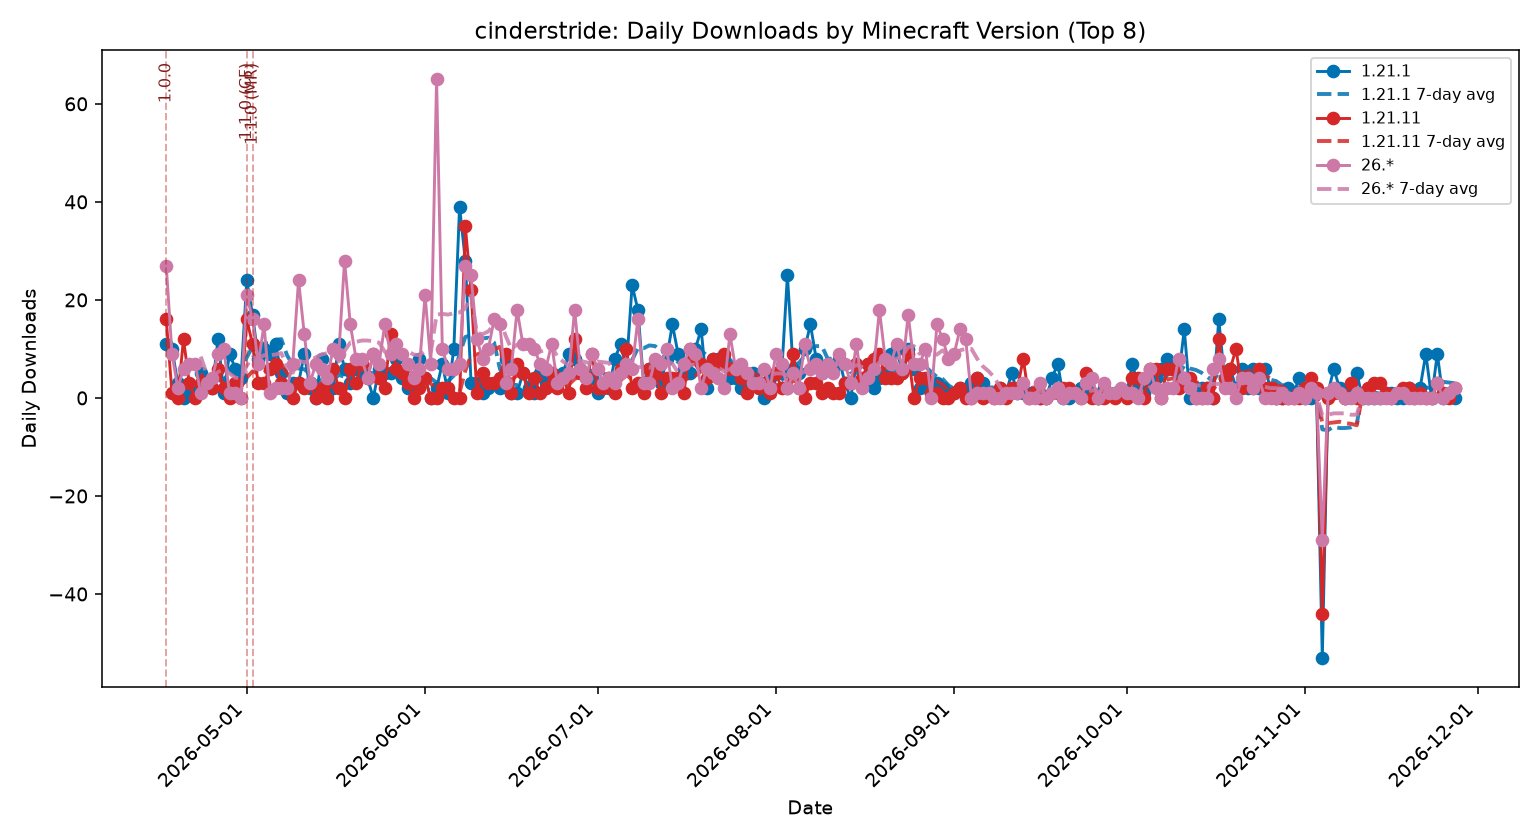 cinderstride: Daily Downloads by Minecraft Version (Top 8)
1.0.0
1.1.0 (CF)
1.1.0 (MR)
1.21.1
1.21.1 7-day avg
1.21.11
1.21.11 7-day avg
26.*
26.* 7-day avg
Daily Downloads
60
40
20
0
−20
−40
2026-05-01
2026-06-01
2026-07-01
2026-08-01
2026-09-01
2026-10-01
2026-11-01
2026-12-01
Date